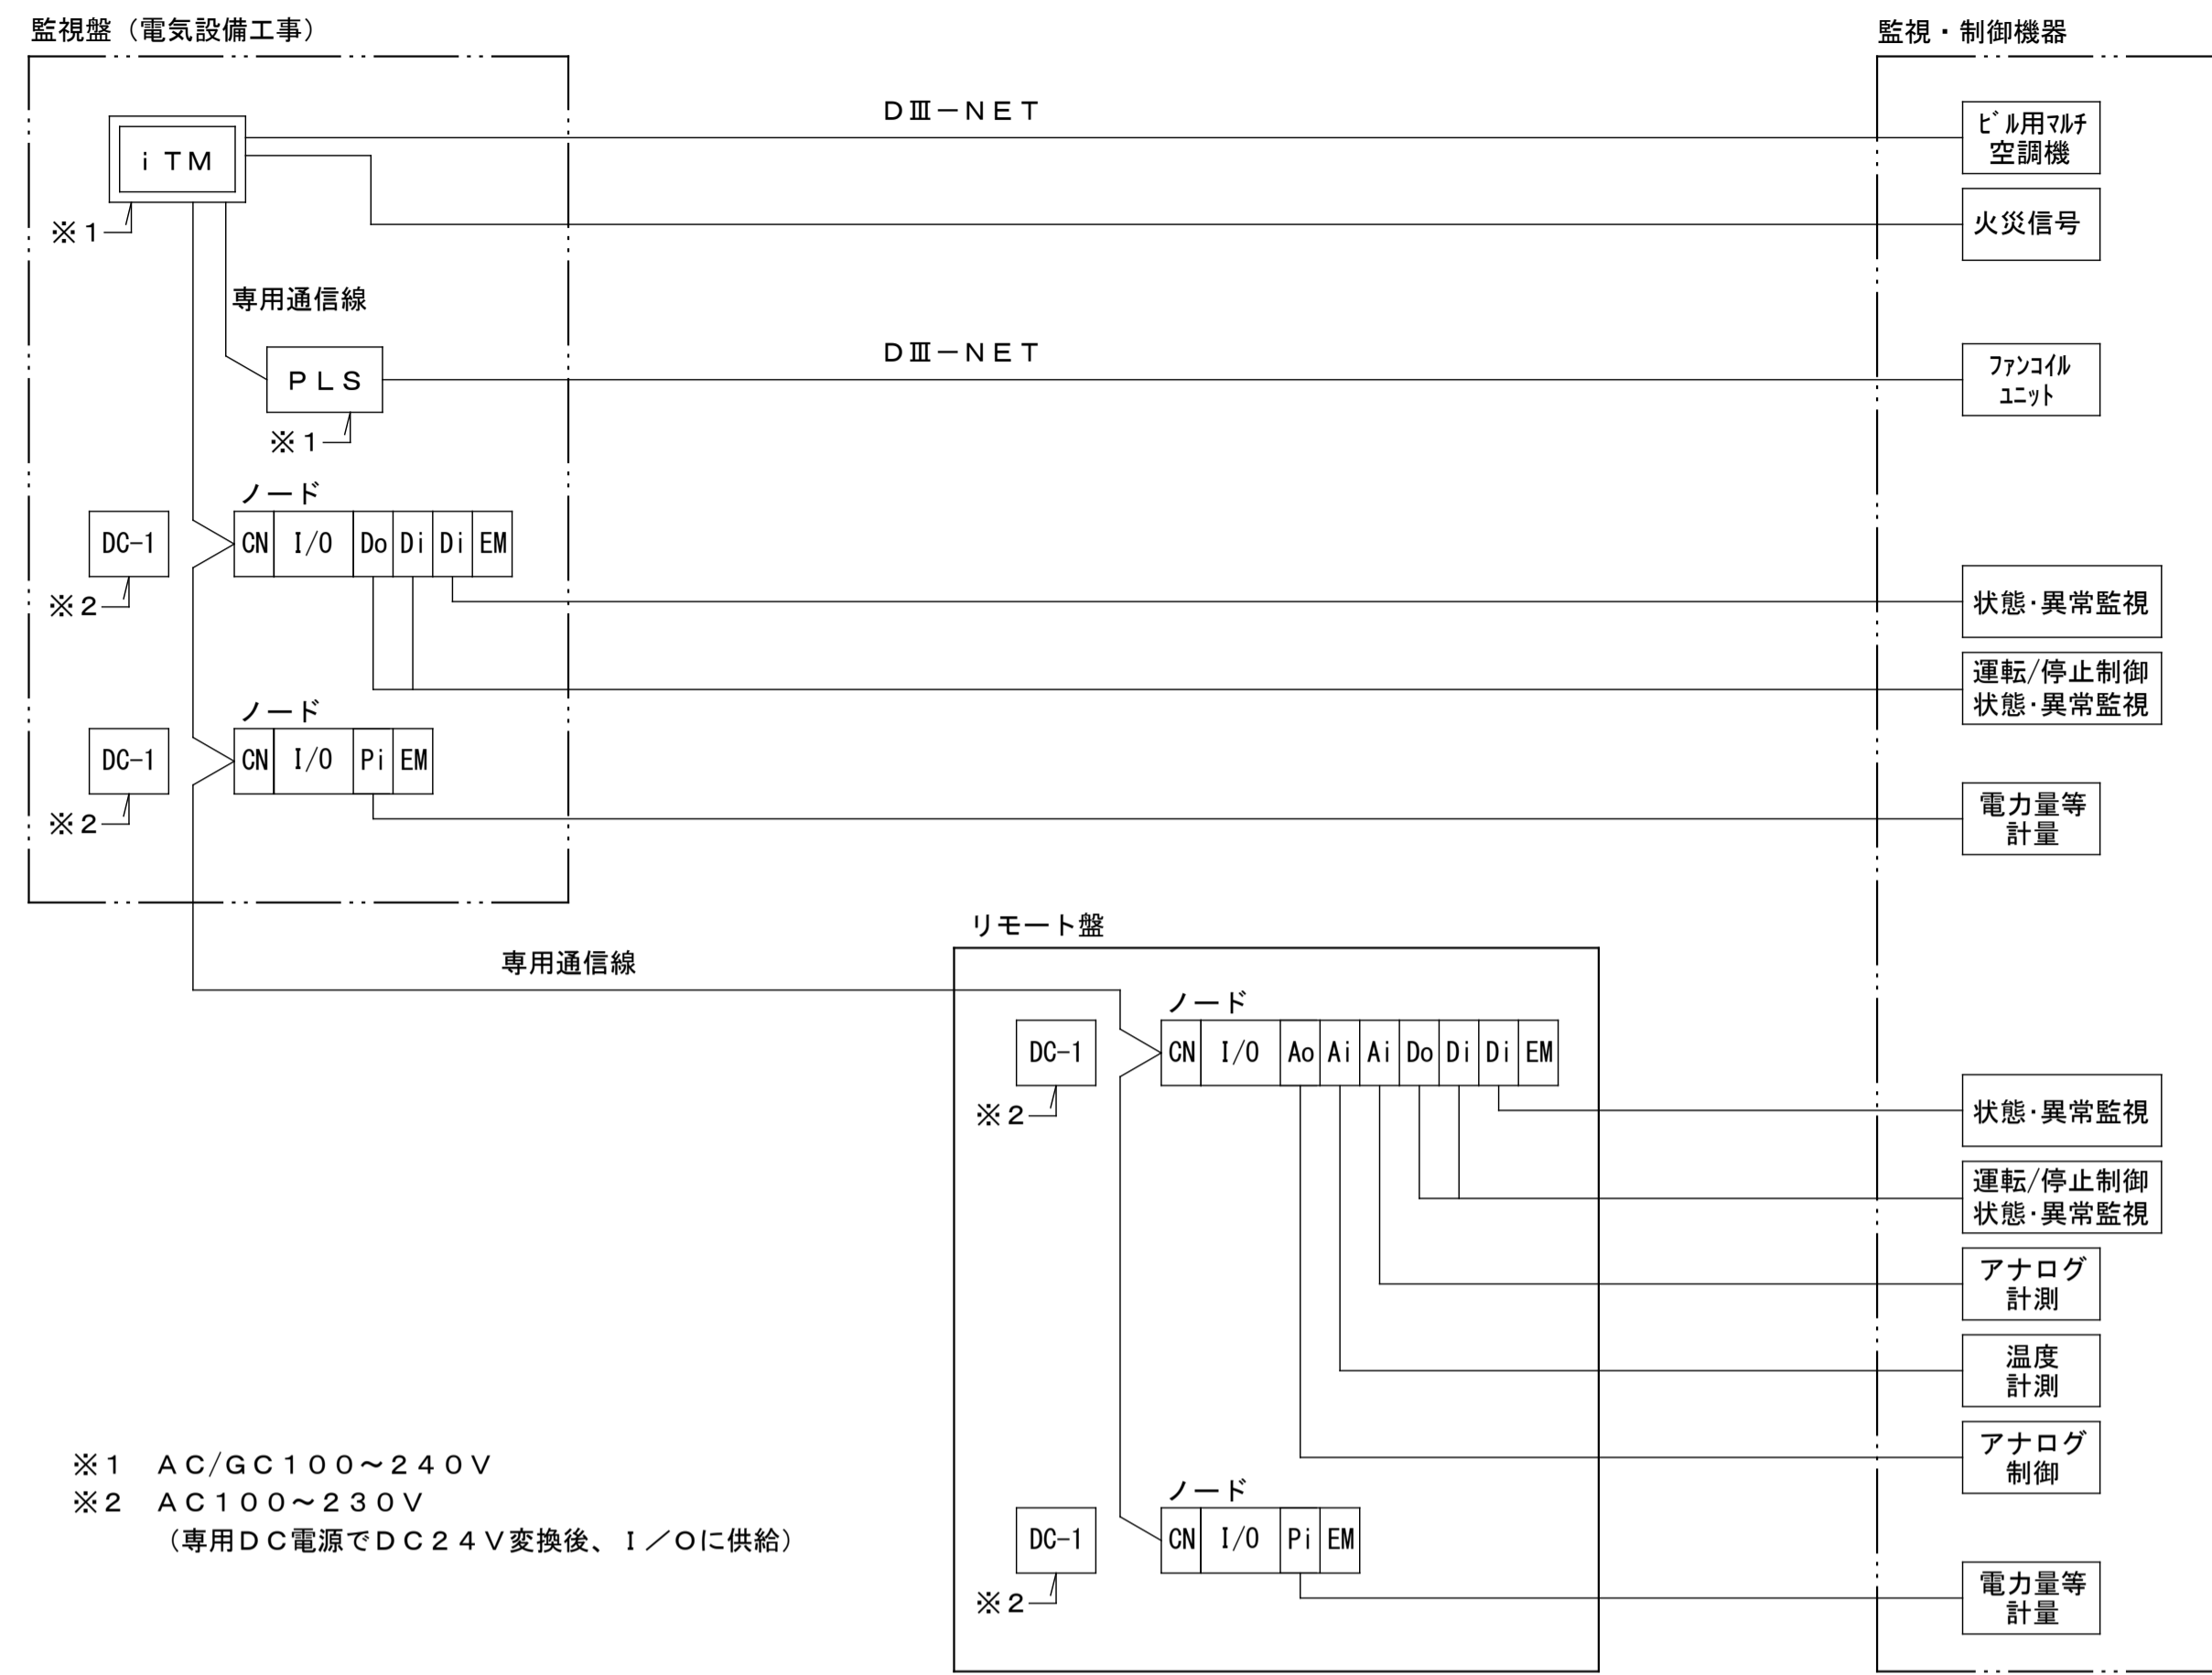 監視盤（電気設備工事）
監視・制御機器
ＤⅢ－ＮＥＴ
ｉＴＭ
ﾋﾞﾙ用ﾏﾙﾁ
空調機
※１
火災信号
専用通信線
ＤⅢ－ＮＥＴ
ＰＬＳ
ﾌｧﾝｺｲﾙ
ﾕﾆｯﾄ
※１
ノード
DC-1
CN I/O Do Di Di EM
※２
状態･異常監視
運転/停止制御
状態･異常監視
ノード
DC-1
CN I/O Pi EM
※２
電力量等
計量
リモート盤
専用通信線
ノード
DC-1
CN I/O Ao Ai Ai Do Di Di EM
※２
状態･異常監視
運転/停止制御
状態･異常監視
アナログ
計測
温度
計測
アナログ
制御
ノード
DC-1
CN I/O Pi EM
※２
電力量等
計量
※１　ＡＣ/ＧＣ１００～２４０Ｖ
※２　ＡＣ１００～２３０Ｖ
（専用ＤＣ電源でＤＣ２４Ｖ変換後、Ｉ／Ｏに供給）